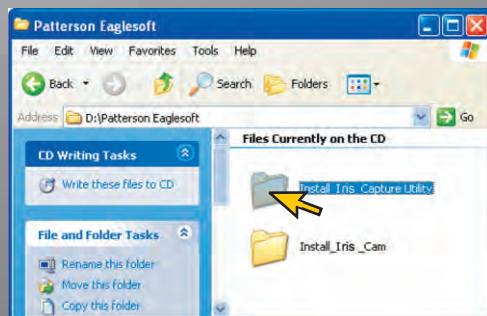 Patterson Eaglesoft
File Edit View Favorites Tools Help
Back Search Folders
Address D:\Patterson Eaglesoft Go
CD Writing Tasks
Write these files to CD
File and Folder Tasks
Rename this folder
Move this folder
Copy this folder
Files Currently on the CD
Install_Iris_Capture Utility
Install_Iris _Cam